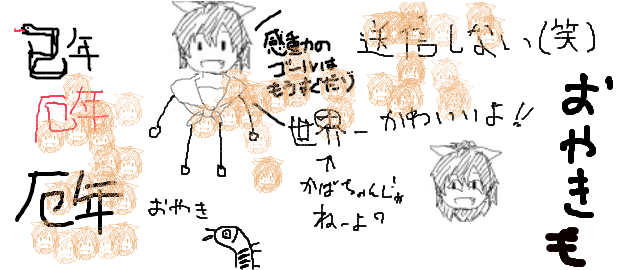 己年
厄年
厄年
感動の
ゴールは
もうすぐだ!)
送信しない(笑)
世界一かわいいよ!!
かばちゃんじゃ
ねーよ?
おやき
おやきも